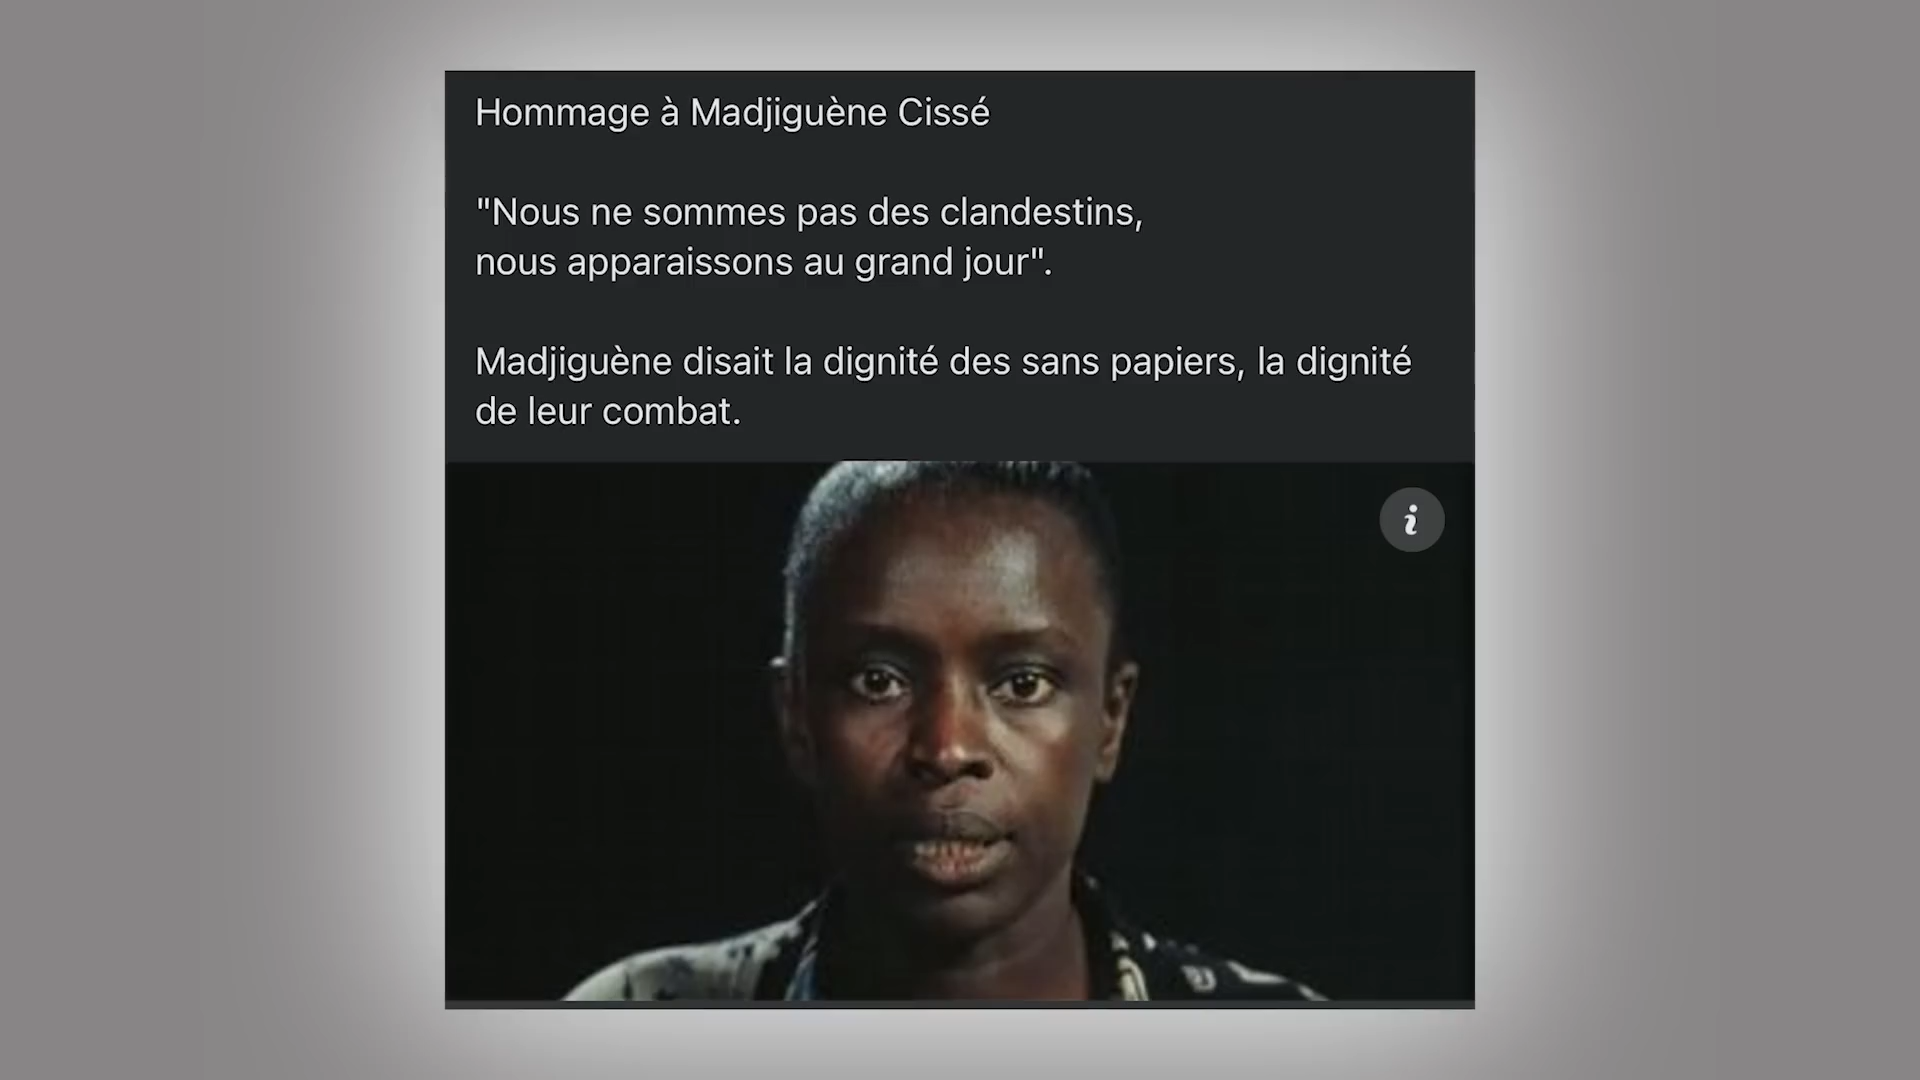 Hommage à Madjiguène Cissé
"Nous ne sommes pas des clandestins,
nous apparaissons au grand jour".
Madjiguène disait la dignité des sans papiers, la dignité
de leur combat.
i